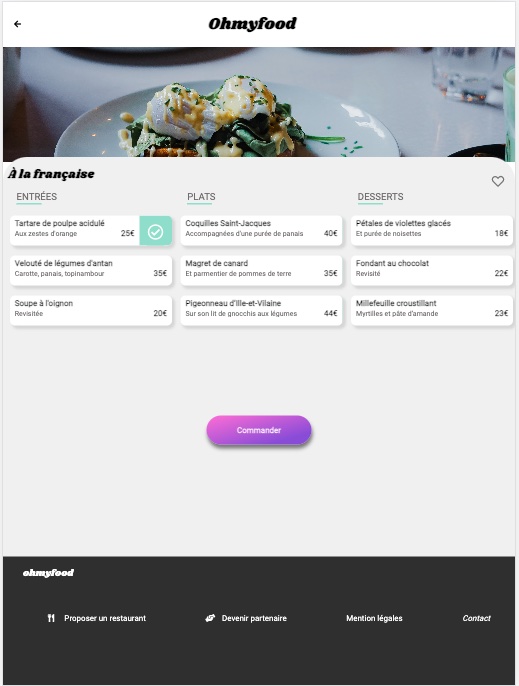 Ohmyfood
À la française
ENTRÉES
Tartare de poulpe acidulé
Aux zestes d'orange 25€
Velouté de légumes d'antan
Carotte, panais, topinambour 35€
Soupe à l'oignon
Revisitée 20€
PLATS
Coquilles Saint-Jacques
Accompagnées d'une purée de panais 40€
Magret de canard
Et parmentier de pommes de terre 35€
Pigeonneau d'Ille-et-Vilaine
Sur son lit de gnocchis aux légumes 44€
DESSERTS
Pétales de violettes glacés
Et purée de noisettes 18€
Fondant au chocolat
Revisité 22€
Millefeuille croustillant
Myrtilles et pâte d'amande 23€
Commander
ohmyfood
Proposer un restaurant Devenir partenaire Mention légales Contact